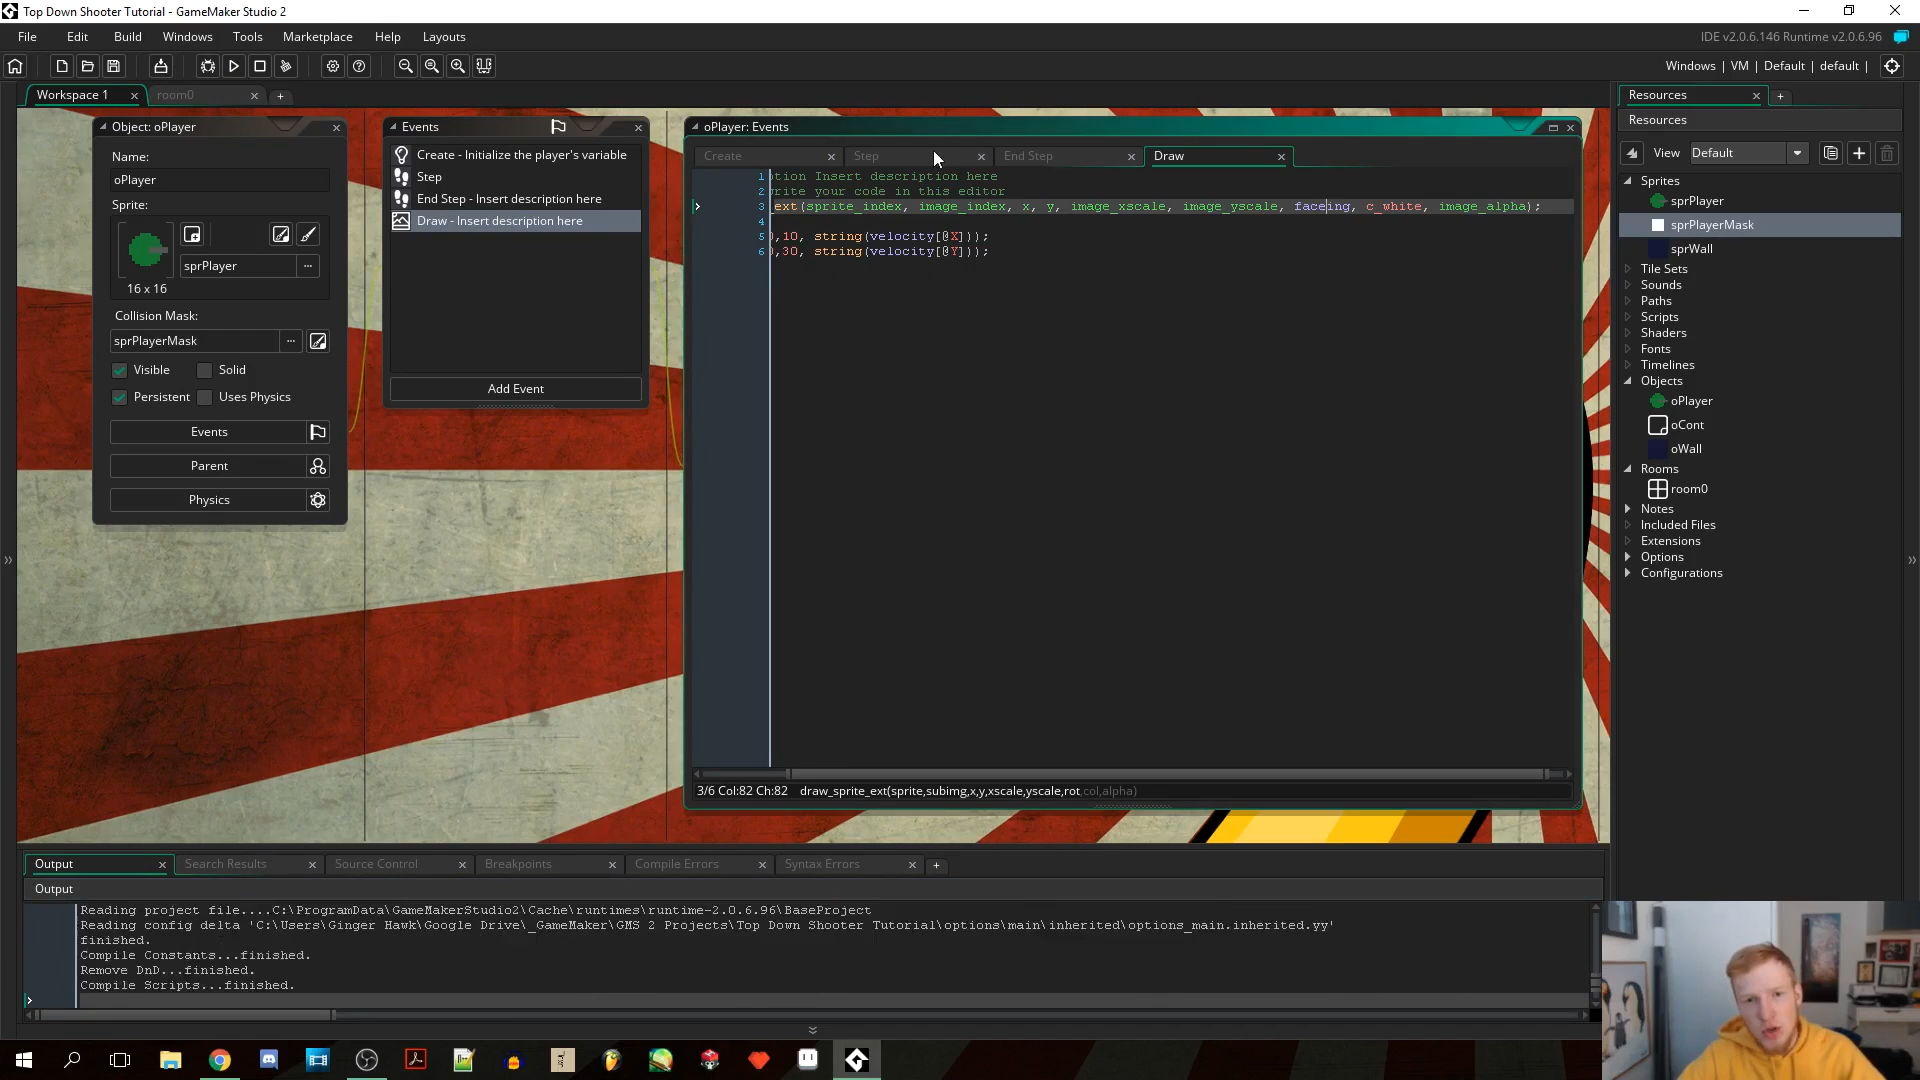 Top Down Shooter Tutorial - GameMaker Studio 2
File Edit Build Windows Tools Marketplace Help Layouts
IDE v2.0.6.146 Runtime v2.0.6.96
Windows | VM | Default | default |
Workspace 1 room0
Object: oPlayer
Name:
oPlayer
Sprite:
sprPlayer
16 x 16
Collision Mask:
sprPlayerMask
Visible Solid
Persistent Uses Physics
Events
Parent
Physics
Events
Create - Initialize the player's variable
Step
End Step - Insert description here
Draw - Insert description here
Add Event
oPlayer: Events
Create Step End Step Draw
1 ption Insert description here
2 rite your code in this editor
3 _ext(sprite_index, image_index, x, y, image_xscale, image_yscale, faceing, c_white, image_alpha);
4
5 ,10, string(velocity[@X]));
6 ,30, string(velocity[@Y]));
3/6 Col:82 Ch:82 draw_sprite_ext(sprite,subimg,x,y,xscale,yscale,rot,col,alpha)
Resources
Resources
View Default
Sprites
sprPlayer
sprPlayerMask
sprWall
Tile Sets
Sounds
Paths
Scripts
Shaders
Fonts
Timelines
Objects
oPlayer
oCont
oWall
Rooms
room0
Notes
Included Files
Extensions
Options
Configurations
Output Search Results Source Control Breakpoints Compile Errors Syntax Errors
Output
Reading project file....C:\ProgramData\GameMakerStudio2\Cache\runtimes\runtime-2.0.6.96\BaseProject
Reading config delta 'C:\Users\Ginger Hawk\Google Drive\_GameMaker\GMS 2 Projects\Top Down Shooter Tutorial\options\main\inherited\options_main.inherited.yy'
finished.
Compile Constants...finished.
Remove DnD...finished.
Compile Scripts...finished.